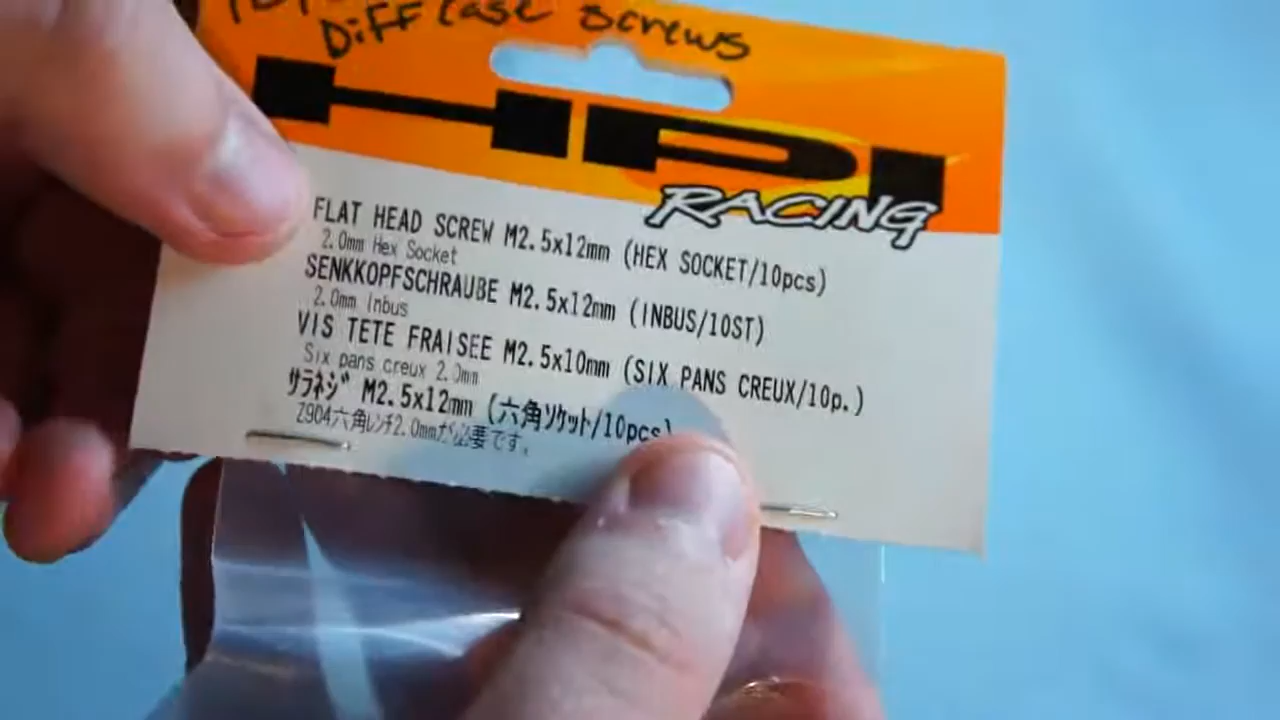 Diff case screws
HPI
RACING
FLAT HEAD SCREW M2.5x12mm (HEX SOCKET/10pcs)
2.0mm Hex Socket
SENKKOPFSCHRAUBE M2.5x12mm (INBUS/10ST)
2.0mm Inbus
VIS TETE FRAISEE M2.5x10mm (SIX PANS CREUX/10p.)
Six pans creux 2.0mm
サラネジ M2.5x12mm (六角ソケット/10pcs)
Z904六角レンチ2.0mmが必要です。